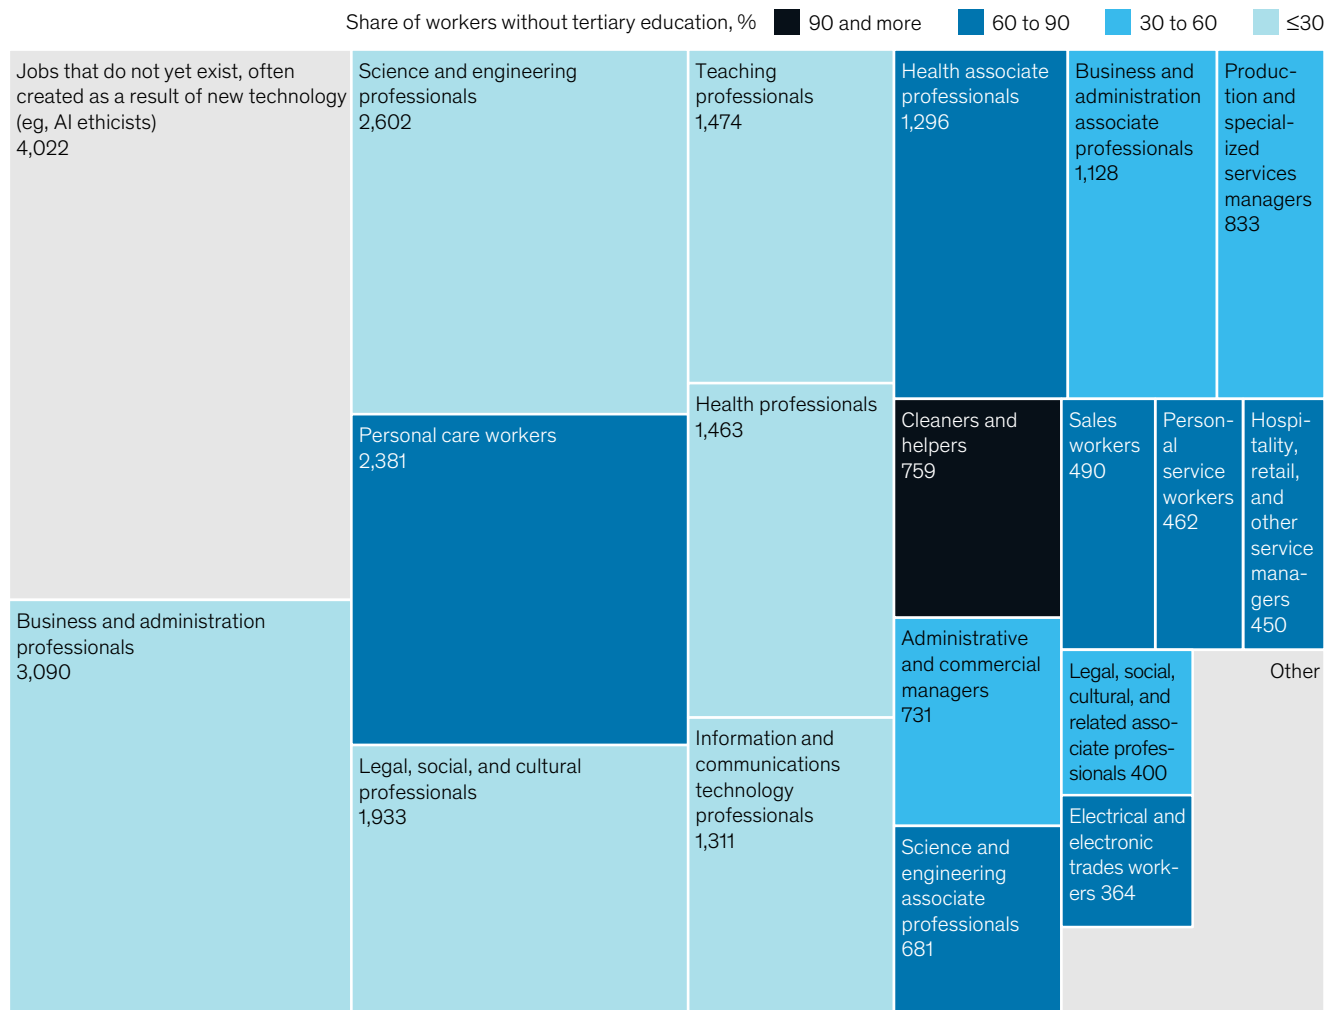 Share of workers without tertiary education, % 90 and more 60 to 90 30 to 60 ≤30
Jobs that do not yet exist, often
created as a result of new technology
(eg, AI ethicists)
4,022
Business and administration
professionals
3,090
Science and engineering
professionals
2,602
Personal care workers
2,381
Legal, social, and cultural
professionals
1,933
Teaching
professionals
1,474
Health professionals
1,463
Information and
communications
technology
professionals
1,311
Health associate
professionals
1,296
Business and
administration
associate
professionals
1,128
Produc-
tion and
special-
ized
services
managers
833
Cleaners and
helpers
759
Administrative
and commercial
managers
731
Science and
engineering
associate
professionals
681
Sales
workers
490
Person-
al
service
workers
462
Hospi-
tality,
retail,
and
other
service
mana-
gers
450
Legal, social,
cultural, and
related asso-
ciate profes-
sionals 400
Electrical and
electronic
trades work-
ers 364
Other